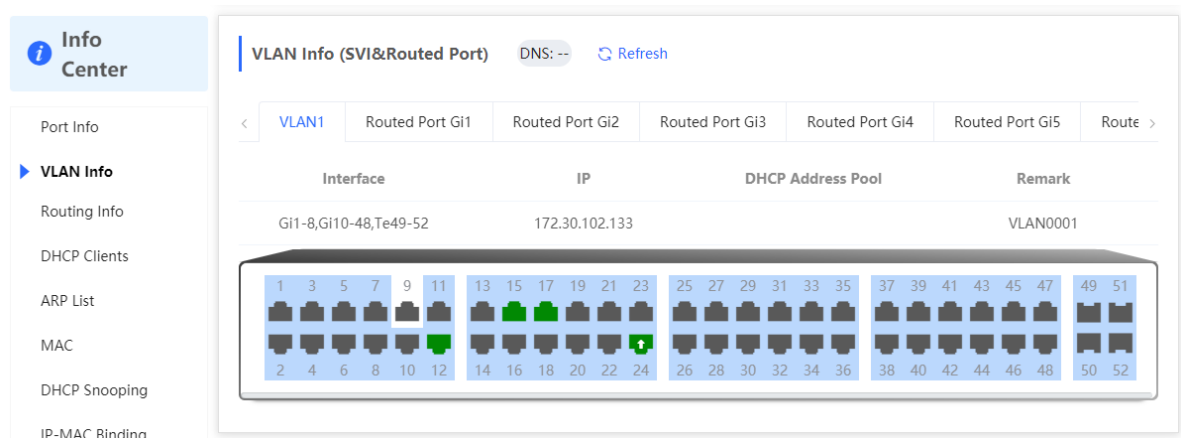 Info
Center
Port Info
VLAN Info
Routing Info
DHCP Clients
ARP List
MAC
DHCP Snooping
IP-MAC Binding
VLAN Info (SVI&Routed Port) DNS: -- Refresh
VLAN1 Routed Port Gi1 Routed Port Gi2 Routed Port Gi3 Routed Port Gi4 Routed Port Gi5 Route
Interface IP DHCP Address Pool Remark
Gi1-8,Gi10-48,Te49-52 172.30.102.133 VLAN0001
1 3 5 7 9 11 13 15 17 19 21 23 25 27 29 31 33 35 37 39 41 43 45 47 49 51
2 4 6 8 10 12 14 16 18 20 22 24 26 28 30 32 34 36 38 40 42 44 46 48 50 52